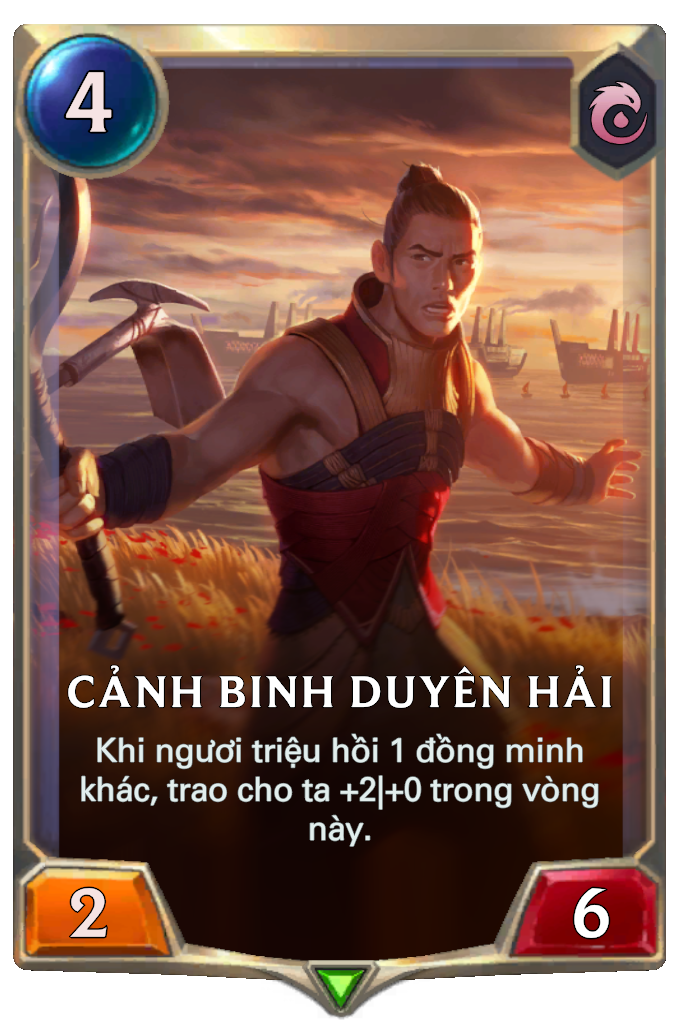 4
CẢNH BINH DUYÊN HẢI
Khi ngươi triệu hồi 1 đồng minh
khác, trao cho ta +2|+0 trong vòng
này.
2
6